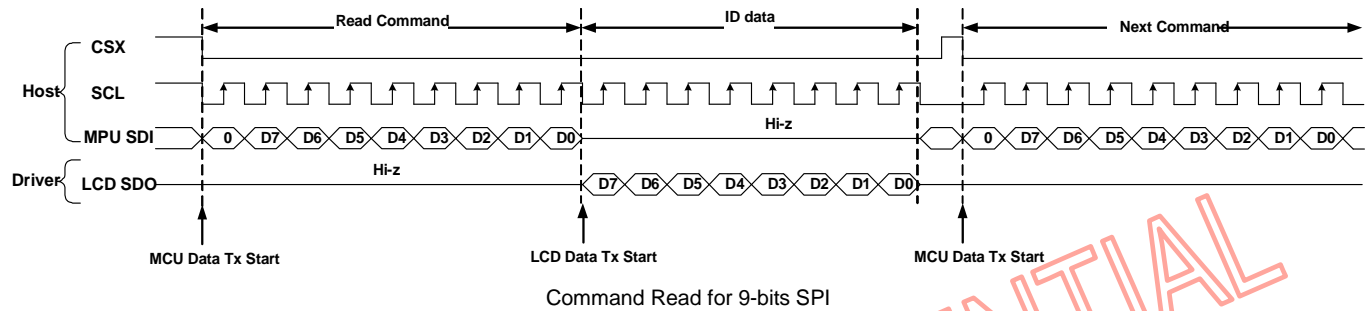 Read Command ID data Next Command
CSX
Host SCL
Hi-z
MPU SDI 0 D7 D6 D5 D4 D3 D2 D1 D0 0 D7 D6 D5 D4 D3 D2 D1 D0
Hi-z
Driver LCD SDO D7 D6 D5 D4 D3 D2 D1 D0
MCU Data Tx Start LCD Data Tx Start MCU Data Tx Start
Command Read for 9-bits SPI
NTIAL